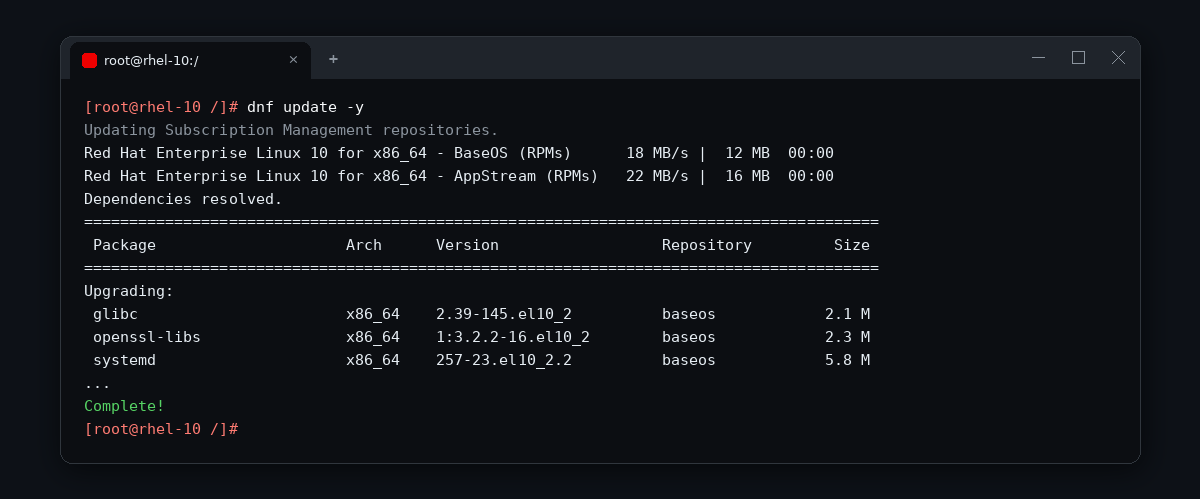 root@rhel-10:/
[root@rhel-10 /]# dnf update -y
Updating Subscription Management repositories.
Red Hat Enterprise Linux 10 for x86_64 - BaseOS (RPMs)      18 MB/s |  12 MB  00:00
Red Hat Enterprise Linux 10 for x86_64 - AppStream (RPMs)   22 MB/s |  16 MB  00:00
Dependencies resolved.
========================================================================================
 Package                     Arch      Version                  Repository         Size
========================================================================================
Upgrading:
 glibc                       x86_64    2.39-145.el10_2          baseos            2.1 M
 openssl-libs                x86_64    1:3.2.2-16.el10_2        baseos            2.3 M
 systemd                     x86_64    257-23.el10_2.2          baseos            5.8 M
...
Complete!
[root@rhel-10 /]#